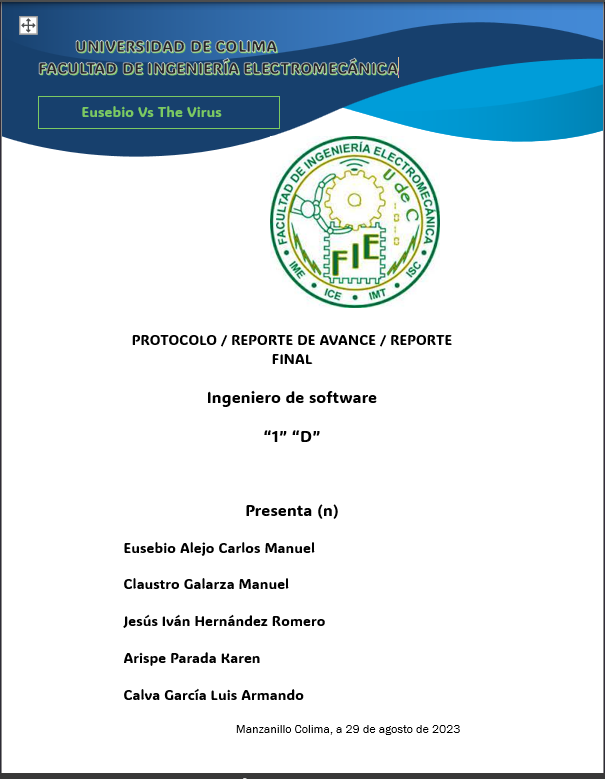 UNIVERSIDAD DE COLIMA
FACULTAD DE INGENIERÍA ELECTROMECÁNICA
Eusebio Vs The Virus
FACULTAD DE INGENIERÍA ELECTROMECÁNICA
U de C
1010
FIE
• IME • ICE • IMT • ISC •
PROTOCOLO / REPORTE DE AVANCE / REPORTE
FINAL
Ingeniero de software
“1” “D”
Presenta (n)
Eusebio Alejo Carlos Manuel
Claustro Galarza Manuel
Jesús Iván Hernández Romero
Arispe Parada Karen
Calva García Luis Armando
Manzanillo Colima, a 29 de agosto de 2023